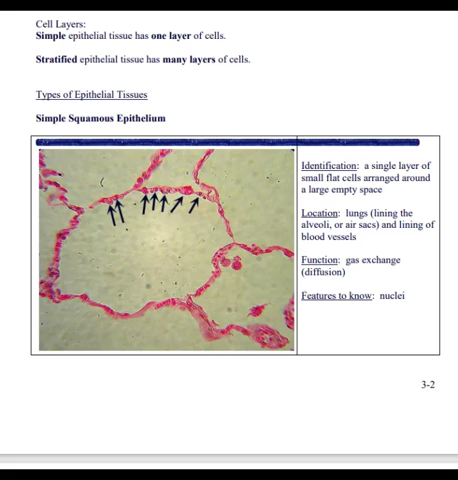 Cell Layers:
Simple epithelial tissue has one layer of cells.
Stratified epithelial tissue has many layers of cells.
Types of Epithelial Tissues
Simple Squamous Epithelium
Identification: a single layer of
small flat cells arranged around
a large empty space
Location: lungs (lining the
alveoli, or air sacs) and lining of
blood vessels
Function: gas exchange
(diffusion)
Features to know: nuclei
3-2